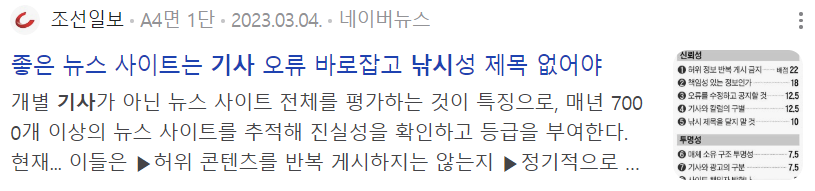 조선일보 · A4면 1단 · 2023.03.04. · 네이버뉴스
좋은 뉴스 사이트는 기사 오류 바로잡고 낚시성 제목 없어야
개별 기사가 아닌 뉴스 사이트 전체를 평가하는 것이 특징으로, 매년 700
0개 이상의 뉴스 사이트를 추적해 진실성을 확인하고 등급을 부여한다.
현재... 이들은 ▶허위 콘텐츠를 반복 게시하지는 않는지 ▶정기적으로 ...
신뢰성
❶ 허위 정보 반복 게시 금지 배점 22
❷ 책임성 있는 정보인가 18
❸ 오류를 수정하고 공지할 것 12.5
❹ 기사와 칼럼의 구별 12.5
❺ 낚시 제목을 달지 말 것 10
투명성
❻ 매체 소유 구조 투명성 7.5
❼ 기사와 광고의 구분 7.5